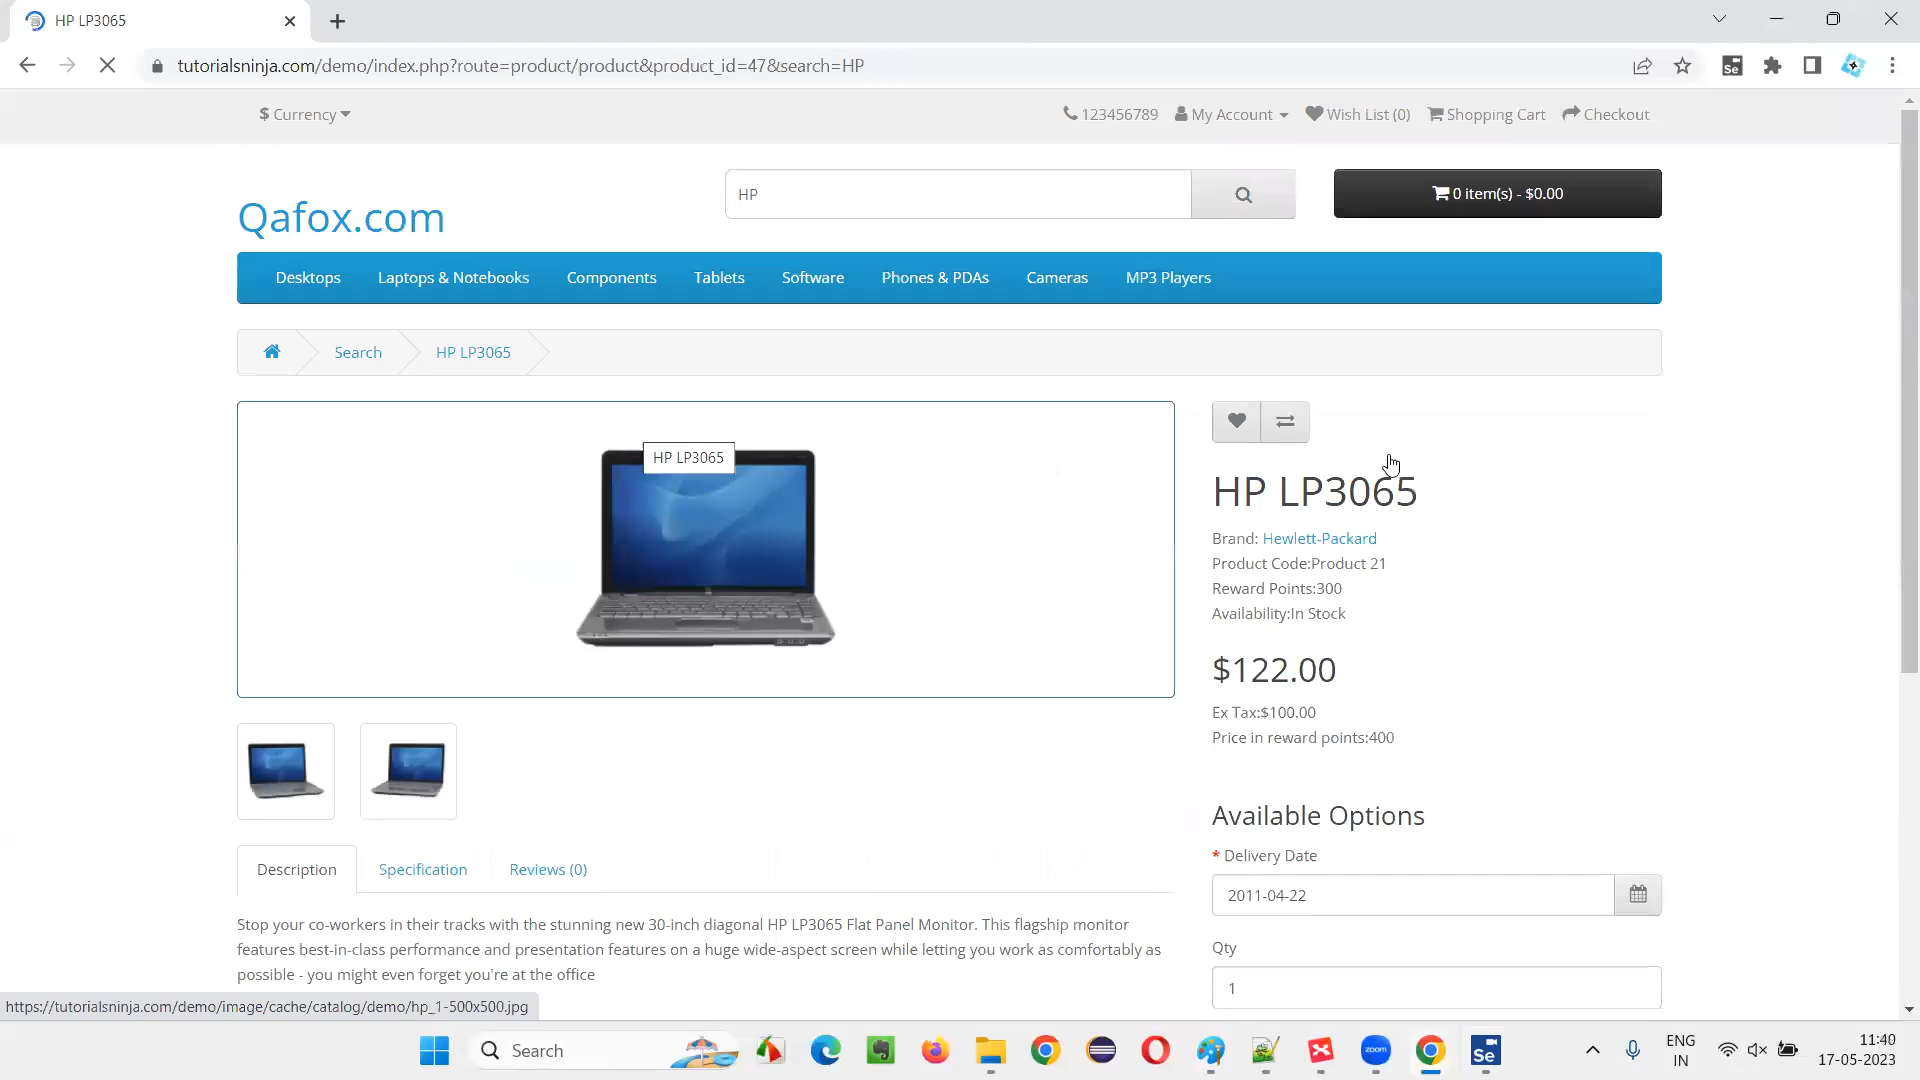 HP LP3065
tutorialsninja.com/demo/index.php?route=product/product&product_id=47&search=HP
Se
$ Currency
123456789
My Account
Wish List (0)
Shopping Cart
Checkout
Qafox.com
HP
0 item(s) - $0.00
Desktops
Laptops & Notebooks
Components
Tablets
Software
Phones & PDAs
Cameras
MP3 Players
Search
HP LP3065
HP LP3065
HP LP3065
Brand: Hewlett-Packard
Product Code:Product 21
Reward Points:300
Availability:In Stock
$122.00
Ex Tax:$100.00
Price in reward points:400
Available Options
* Delivery Date
2011-04-22
Qty
1
Description
Specification
Reviews (0)
Stop your co-workers in their tracks with the stunning new 30-inch diagonal HP LP3065 Flat Panel Monitor. This flagship monitor
features best-in-class performance and presentation features on a huge wide-aspect screen while letting you work as comfortably as
possible - you might even forget you're at the office
https://tutorialsninja.com/demo/image/cache/catalog/demo/hp_1-500x500.jpg
Search
zoom
Se
ENG
IN
11:40
17-05-2023